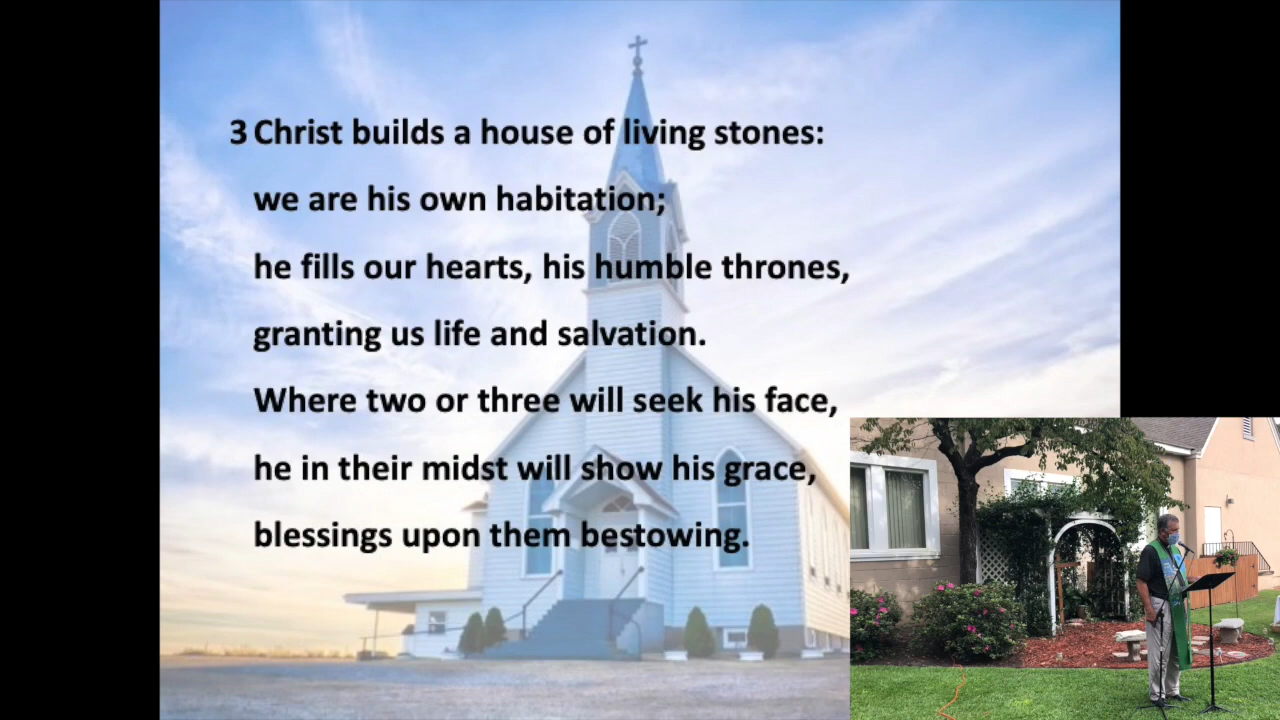 3 Christ builds a house of living stones:
we are his own habitation;
he fills our hearts, his humble thrones,
granting us life and salvation.
Where two or three will seek his face,
he in their midst will show his grace,
blessings upon them bestowing.